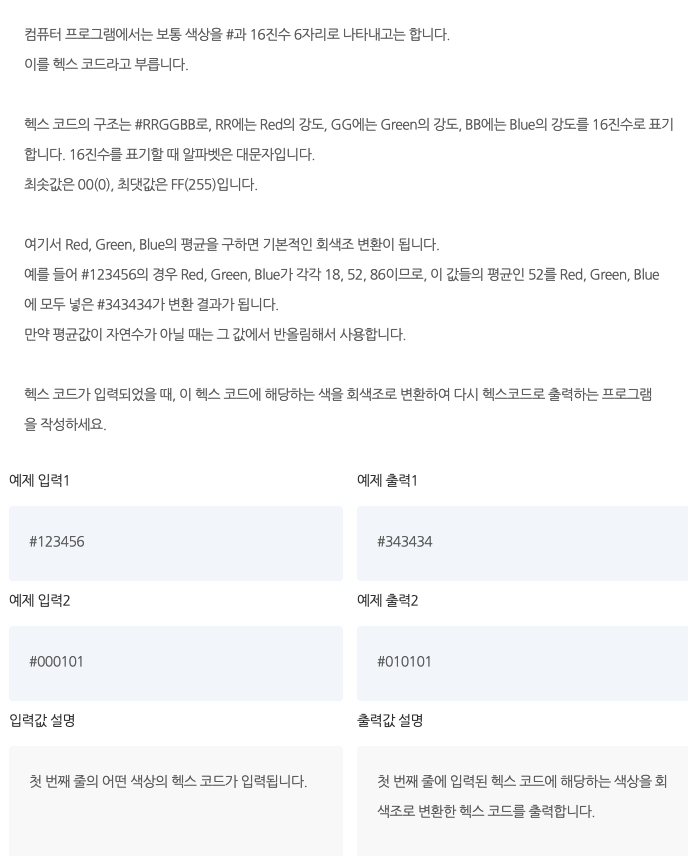 컴퓨터 프로그램에서는 보통 색상을 #과 16진수 6자리로 나타내고는 합니다.
이를 헥스 코드라고 부릅니다.
헥스 코드의 구조는 #RRGGBB로, RR에는 Red의 강도, GG에는 Green의 강도, BB에는 Blue의 강도를 16진수로 표기
합니다. 16진수를 표기할 때 알파벳은 대문자입니다.
최솟값은 00(0), 최댓값은 FF(255)입니다.
여기서 Red, Green, Blue의 평균을 구하면 기본적인 회색조 변환이 됩니다.
예를 들어 #123456의 경우 Red, Green, Blue가 각각 18, 52, 86이므로, 이 값들의 평균인 52를 Red, Green, Blue
에 모두 넣은 #343434가 변환 결과가 됩니다.
만약 평균값이 자연수가 아닐 때는 그 값에서 반올림해서 사용합니다.
헥스 코드가 입력되었을 때, 이 헥스 코드에 해당하는 색을 회색조로 변환하여 다시 헥스코드로 출력하는 프로그램
을 작성하세요.
예제 입력1
예제 출력1
#123456
#343434
예제 입력2
예제 출력2
#000101
#010101
입력값 설명
출력값 설명
첫 번째 줄의 어떤 색상의 헥스 코드가 입력됩니다.
첫 번째 줄에 입력된 헥스 코드에 해당하는 색상을 회
색조로 변환한 헥스 코드를 출력합니다.